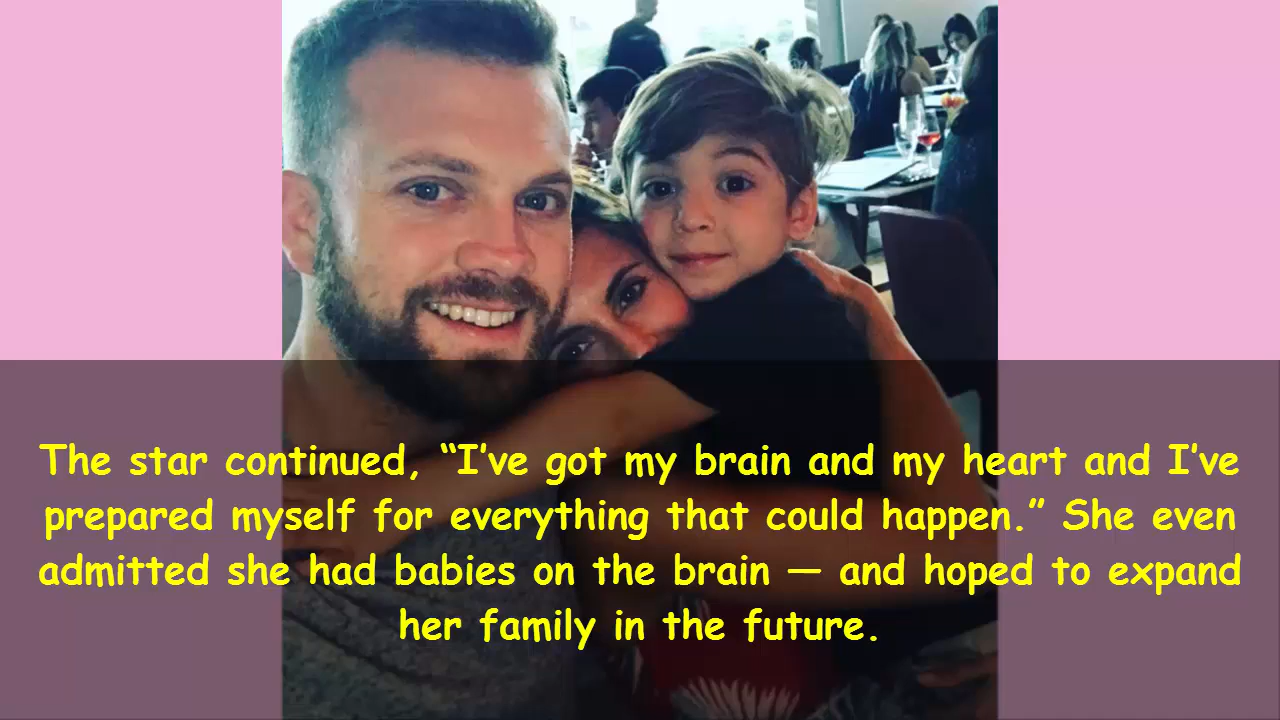 The star continued, “I’ve got my brain and my heart and I’ve
prepared myself for everything that could happen.” She even
admitted she had babies on the brain — and hoped to expand
her family in the future.